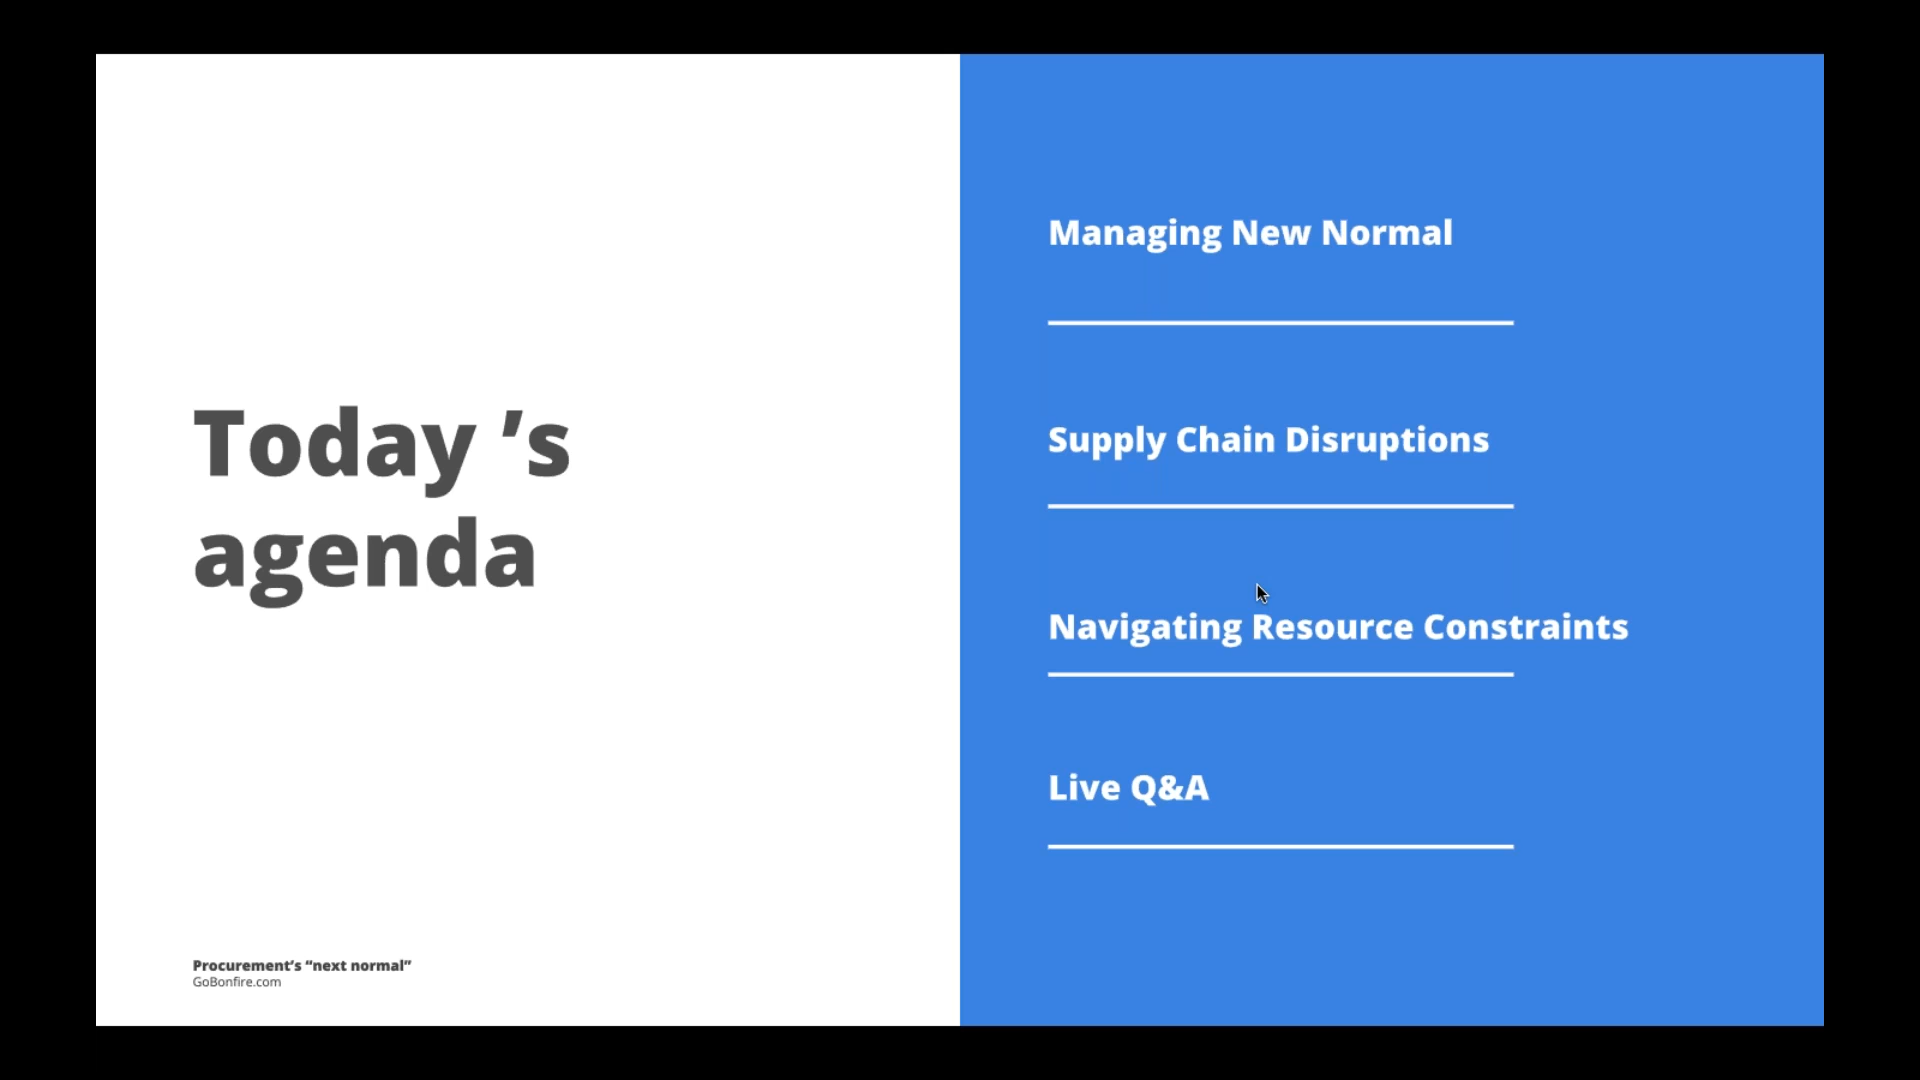 Today ’s
agenda
Managing New Normal
Supply Chain Disruptions
Navigating Resource Constraints
Live Q&A
Procurement’s “next normal”
GoBonfire.com